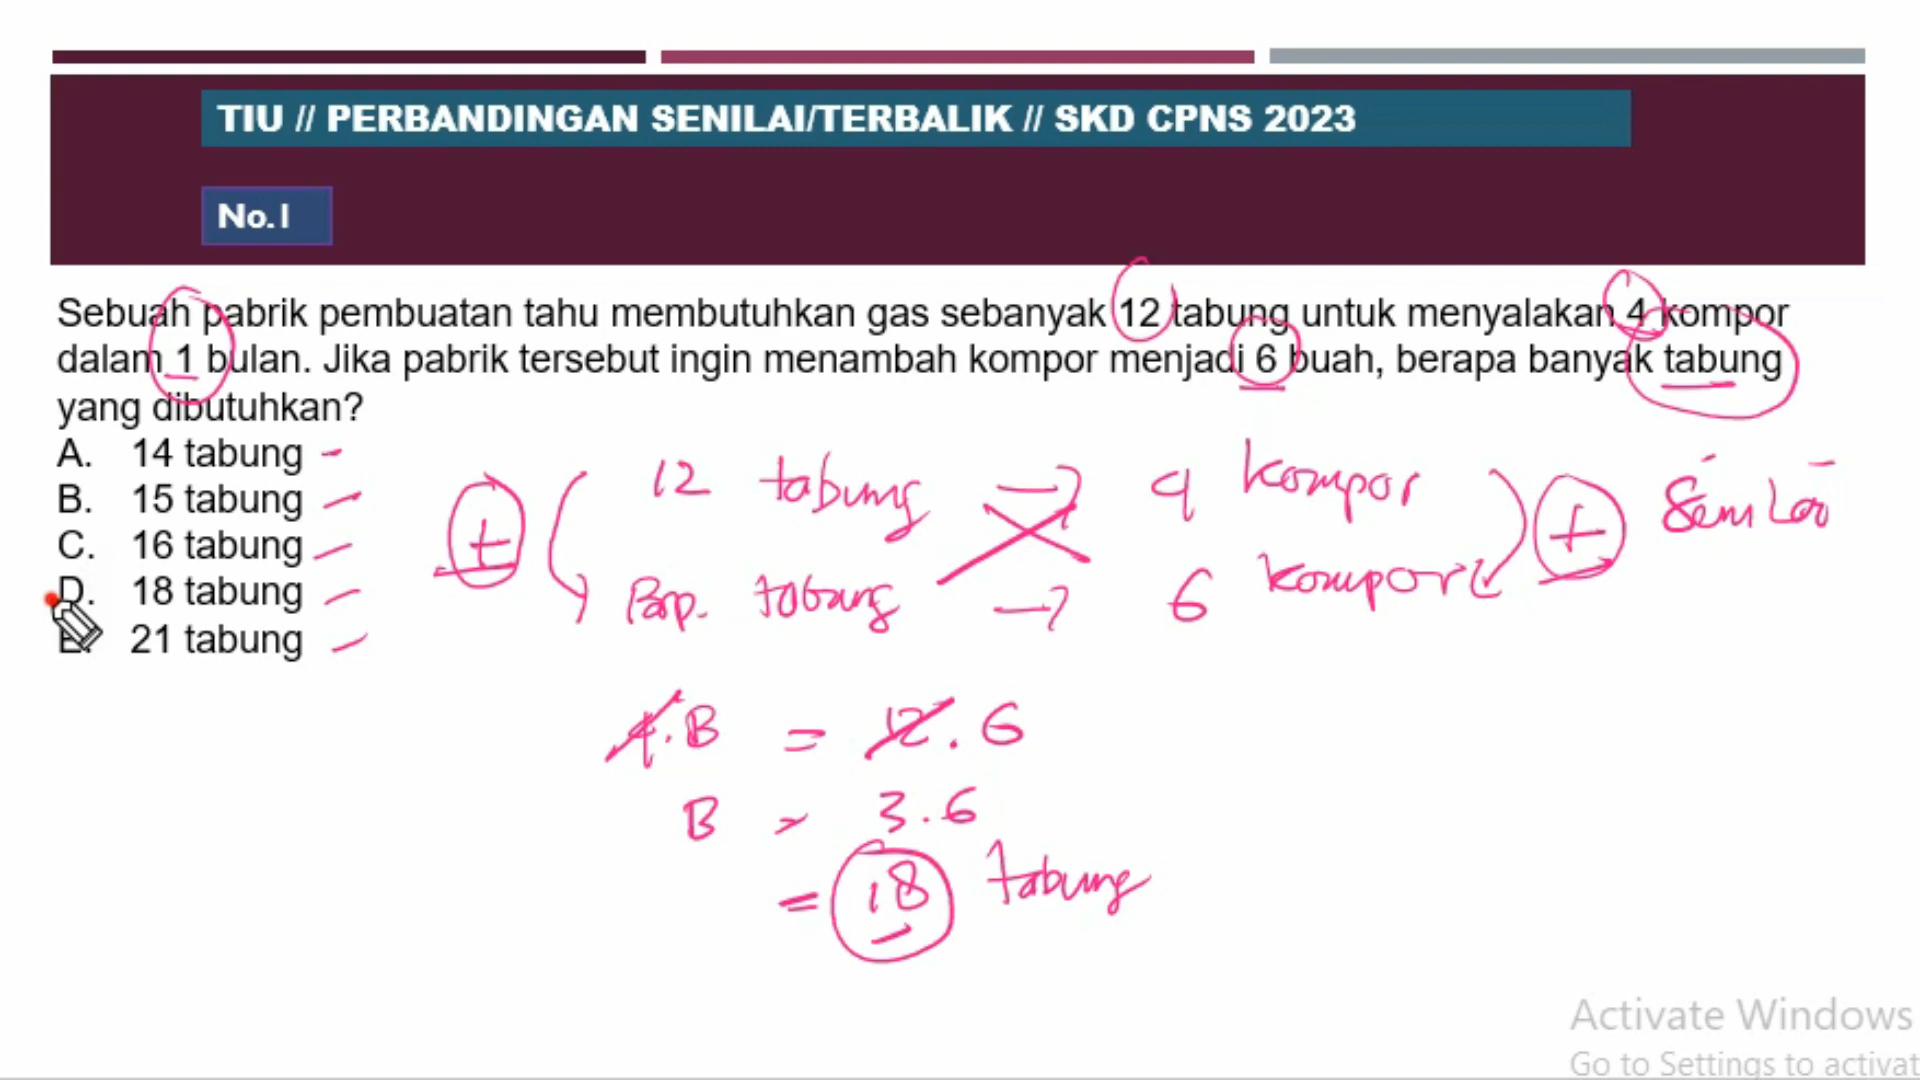 TIU // PERBANDINGAN SENILAI/TERBALIK // SKD CPNS 2023
No.1
Sebuah pabrik pembuatan tahu membutuhkan gas sebanyak 12 tabung untuk menyalakan 4 kompor
dalam 1 bulan. Jika pabrik tersebut ingin menambah kompor menjadi 6 buah, berapa banyak tabung
yang dibutuhkan?
A. 14 tabung
B. 15 tabung
C. 16 tabung
D. 18 tabung
E. 21 tabung
+ 12 tabung → 4 kompor + Senilai
Brp. tabung → 6 kompor
4.B = 12.6
B = 3.6
= 18 tabung
Activate Windows
Go to Settings to activat